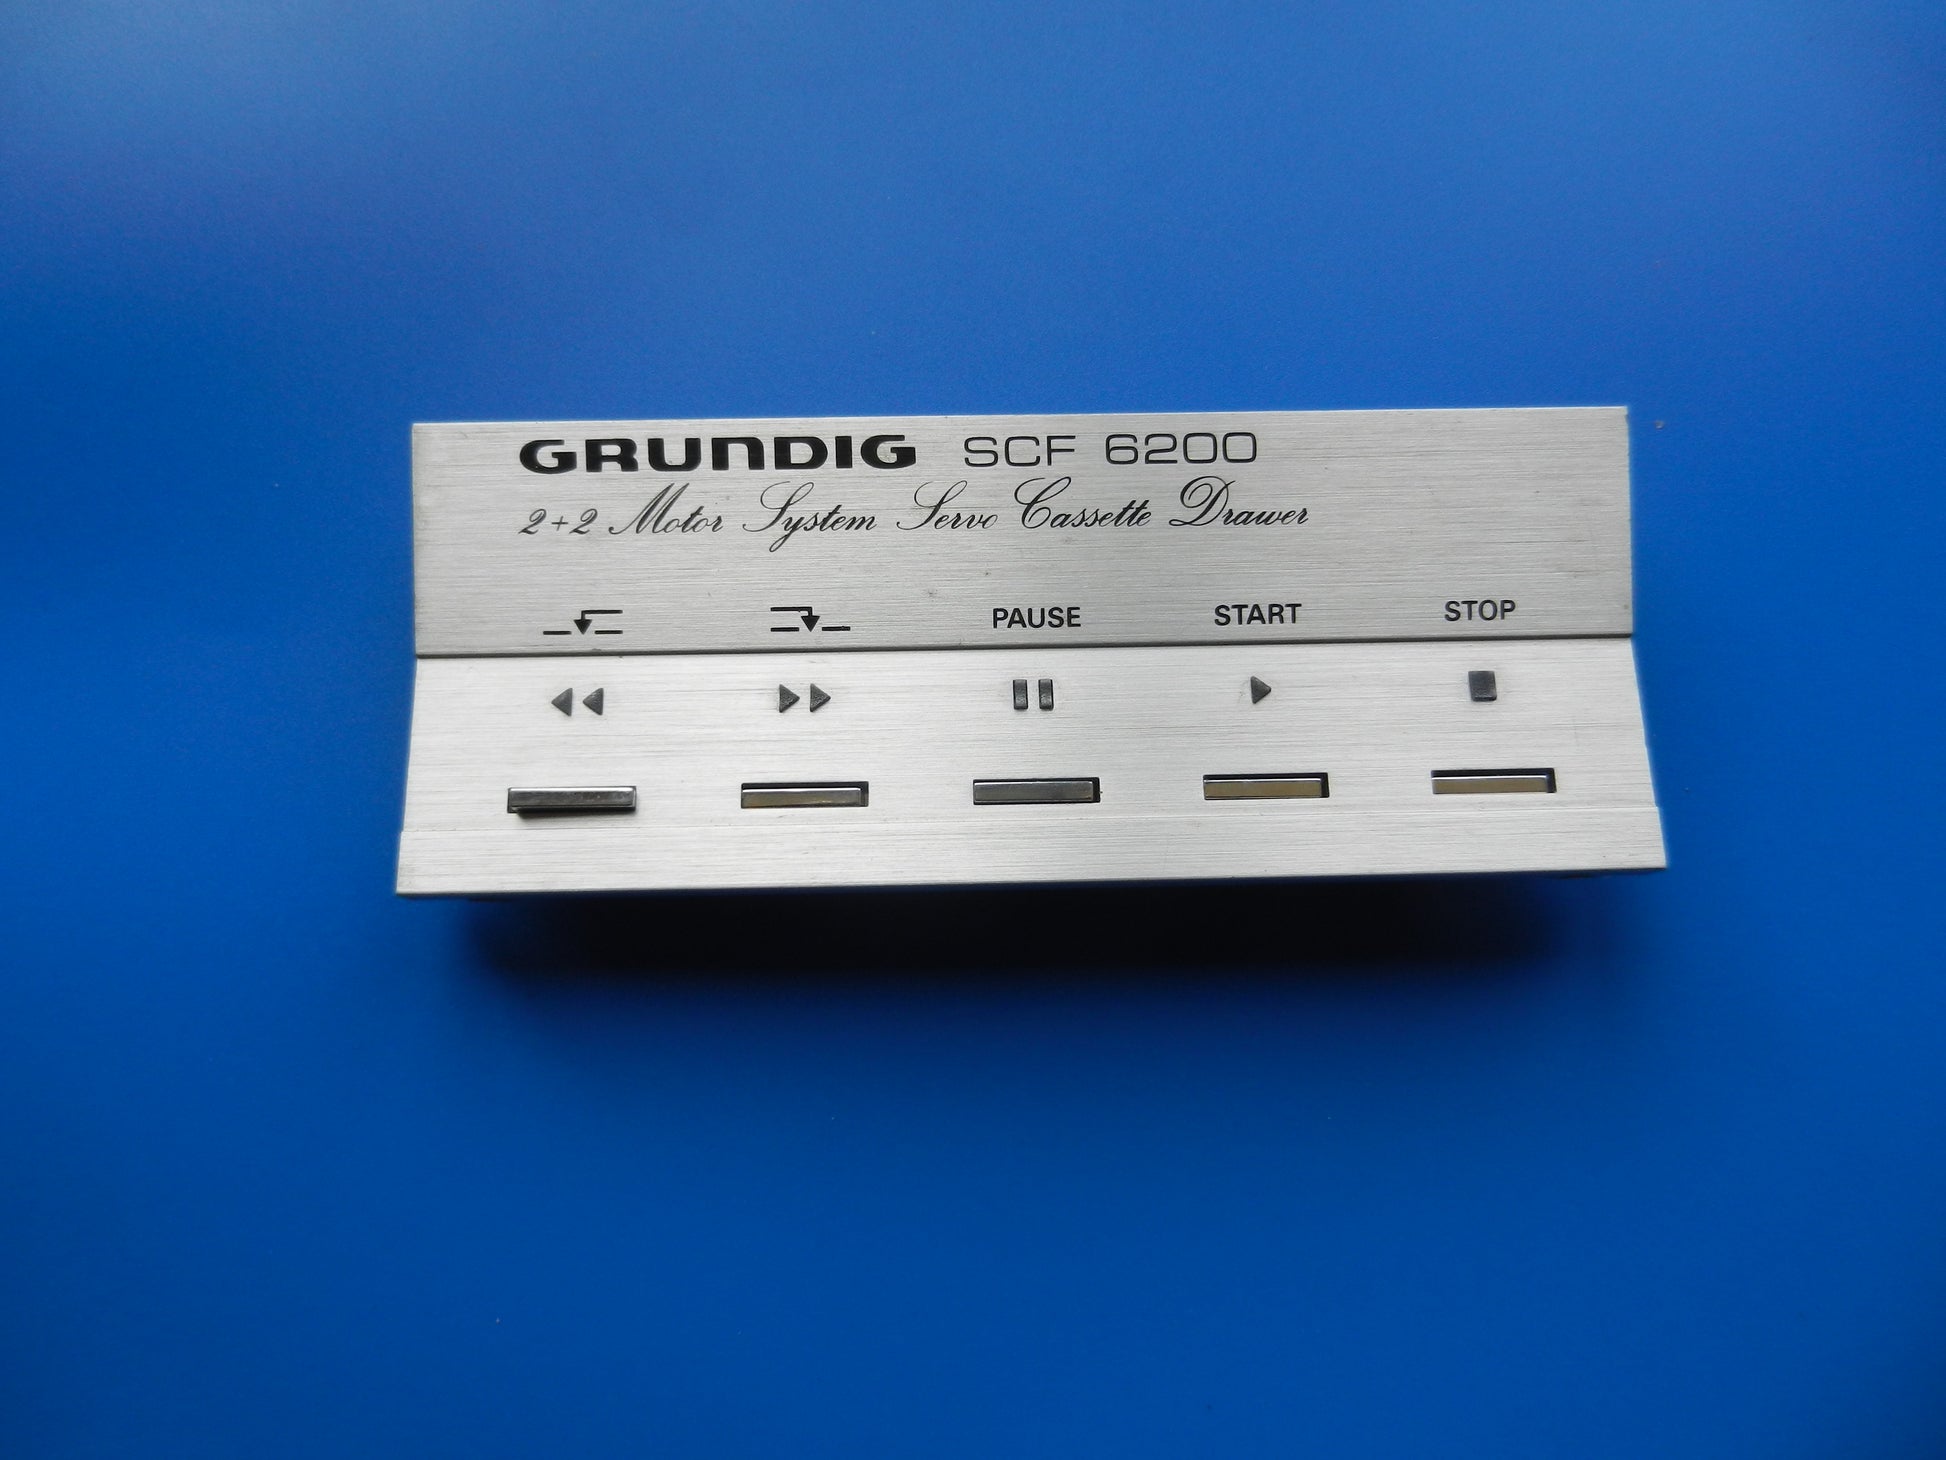 GRUNDIG SCF 6200
2+2 Motor System Servo Cassette Drawer
PAUSE START STOP